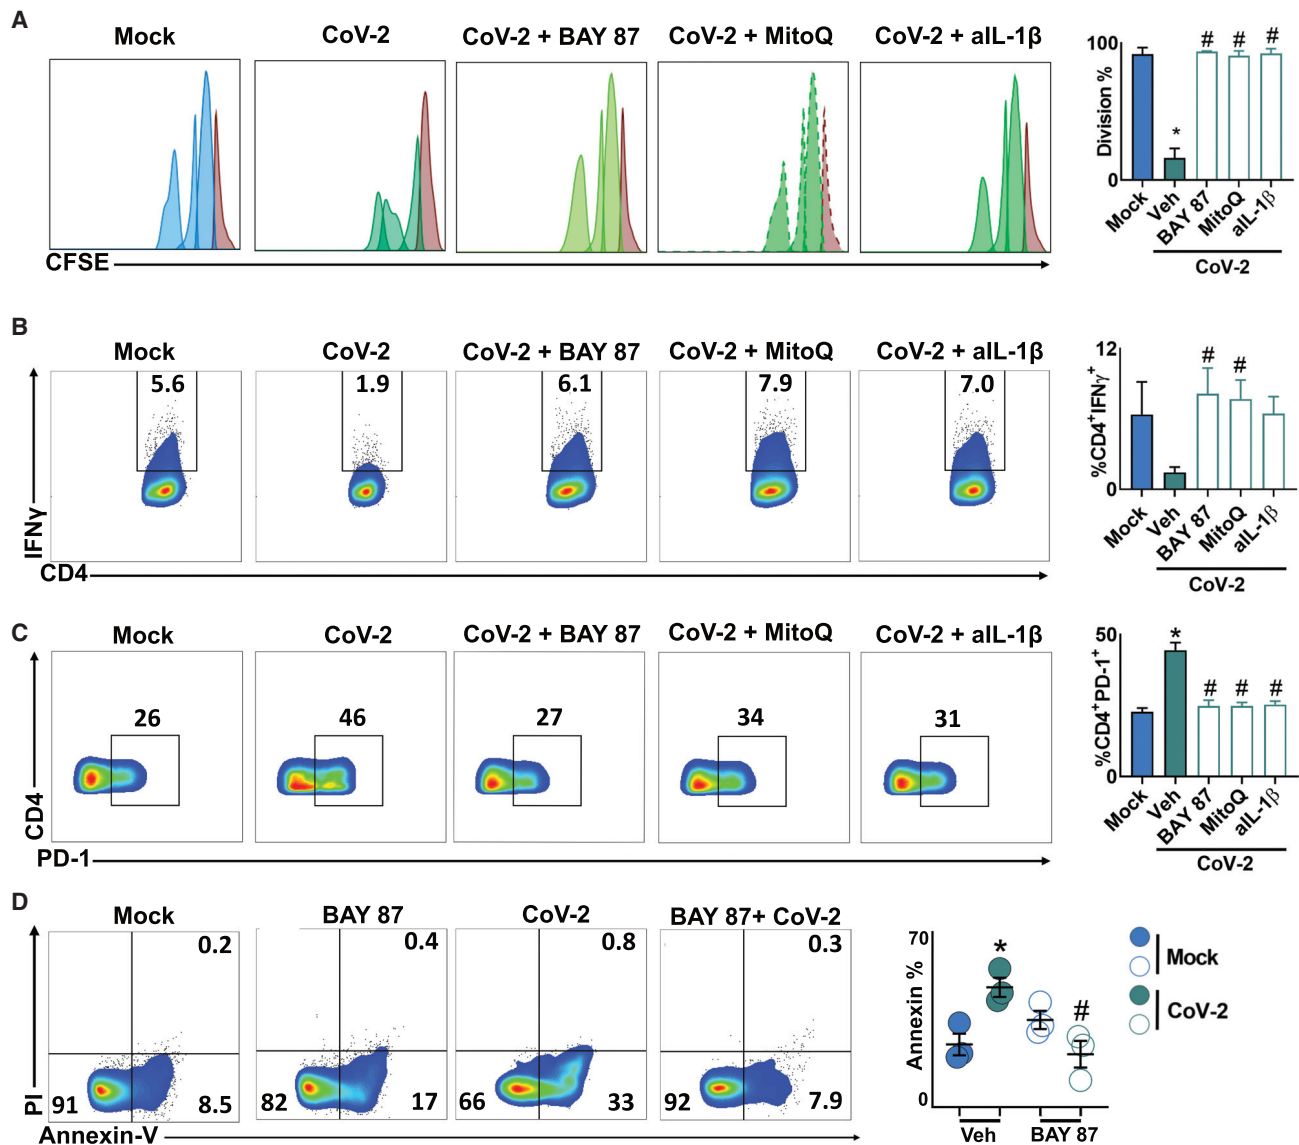 A
Mock
CoV-2
CoV-2 + BAY 87
CoV-2 + MitoQ
CoV-2 + aIL-1β
CFSE
Division %
100
0
#
#
#
*
Mock
Veh
BAY 87
MitoQ
aIL-1β
CoV-2
B
Mock
CoV-2
CoV-2 + BAY 87
CoV-2 + MitoQ
CoV-2 + aIL-1β
5.6
1.9
6.1
7.9
7.0
IFNγ
CD4
%CD4+IFNγ+
12
0
#
#
Mock
Veh
BAY 87
MitoQ
aIL-1β
CoV-2
C
Mock
CoV-2
CoV-2 + BAY 87
CoV-2 + MitoQ
CoV-2 + aIL-1β
26
46
27
34
31
CD4
PD-1
%CD4+PD-1+
50
0
*
#
#
#
Mock
Veh
BAY 87
MitoQ
aIL-1β
CoV-2
D
Mock
BAY 87
CoV-2
BAY 87+ CoV-2
0.2
0.4
0.8
0.3
91
8.5
82
17
66
33
92
7.9
PI
Annexin-V
Annexin %
70
0
*
#
Veh
BAY 87
Mock
CoV-2